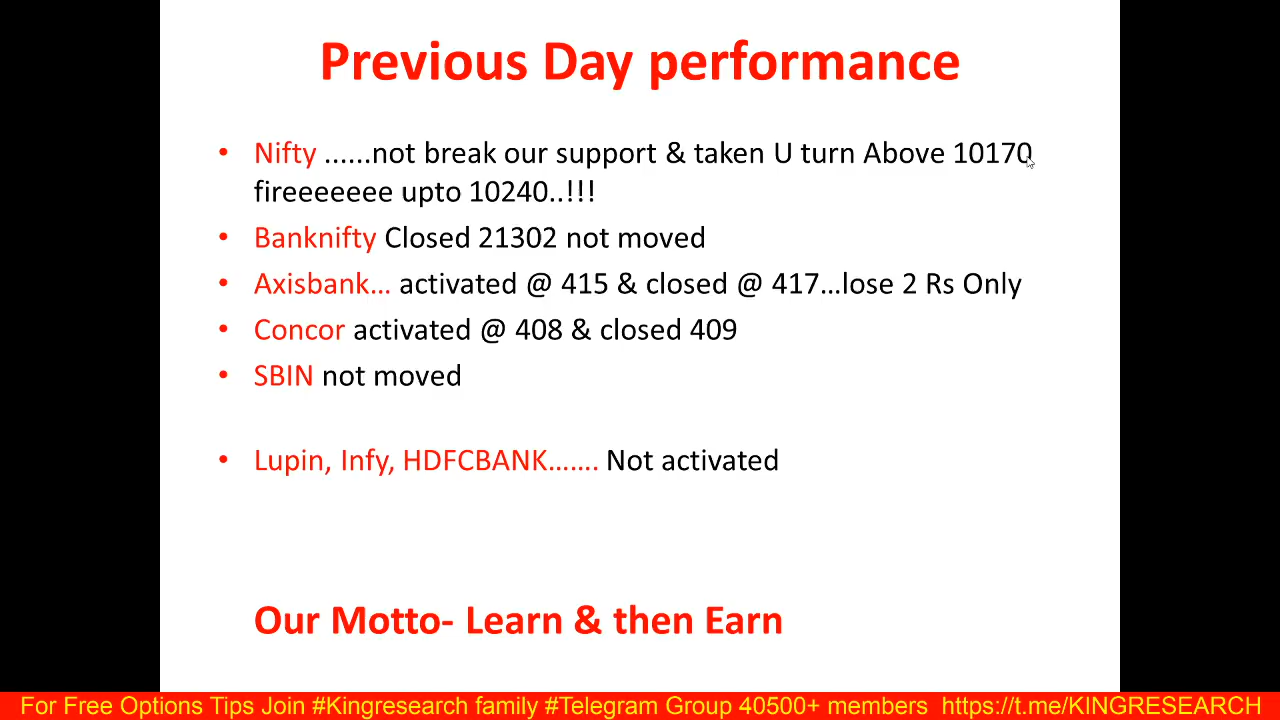 Previous Day performance
• Nifty ......not break our support & taken U turn Above 10170
fireeeeeee upto 10240..!!!
• Banknifty Closed 21302 not moved
• Axisbank... activated @ 415 & closed @ 417...lose 2 Rs Only
• Concor activated @ 408 & closed 409
• SBIN not moved
• Lupin, Infy, HDFCBANK....... Not activated
Our Motto- Learn & then Earn
For Free Options Tips Join #Kingresearch family #Telegram Group 40500+ members https://t.me/KINGRESEARCH